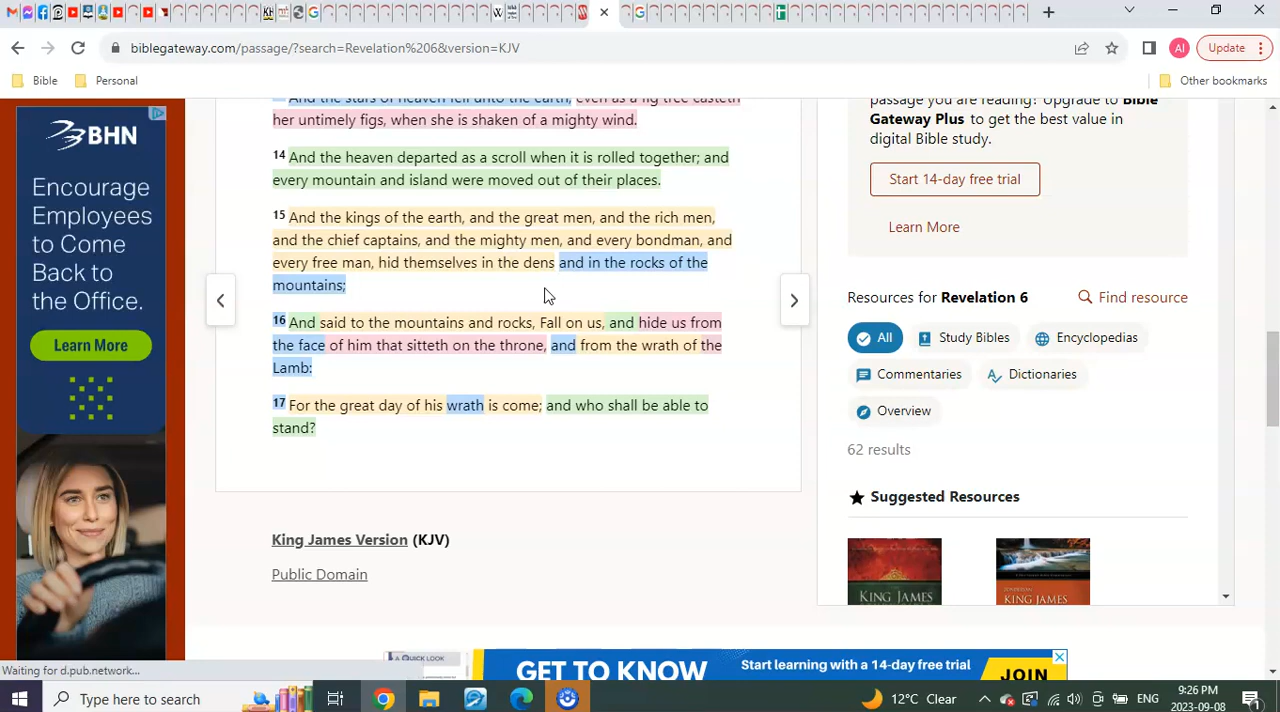 biblegateway.com/passage/?search=Revelation%206&version=KJV
AI
Update
Bible
Personal
Other bookmarks
BHN
Encourage
Employees
to Come
Back to
the Office.
Learn More
And the stars of heaven fell unto the earth, even as a fig tree casteth
her untimely figs, when she is shaken of a mighty wind.
14 And the heaven departed as a scroll when it is rolled together; and
every mountain and island were moved out of their places.
15 And the kings of the earth, and the great men, and the rich men,
and the chief captains, and the mighty men, and every bondman, and
every free man, hid themselves in the dens and in the rocks of the
mountains;
16 And said to the mountains and rocks, Fall on us, and hide us from
the face of him that sitteth on the throne, and from the wrath of the
Lamb:
17 For the great day of his wrath is come; and who shall be able to
stand?
King James Version (KJV)
Public Domain
passage you are reading? Upgrade to Bible
Gateway Plus to get the best value in
digital Bible study.
Start 14-day free trial
Learn More
Resources for Revelation 6
Find resource
All
Study Bibles
Encyclopedias
Commentaries
Dictionaries
Overview
62 results
Suggested Resources
KING JAMES
KING JAMES
A QUICK LOOK
GET TO KNOW
Start learning with a 14-day free trial
JOIN
Waiting for d.pub.network...
Type here to search
12°C Clear
ENG
9:26 PM
2023-09-08